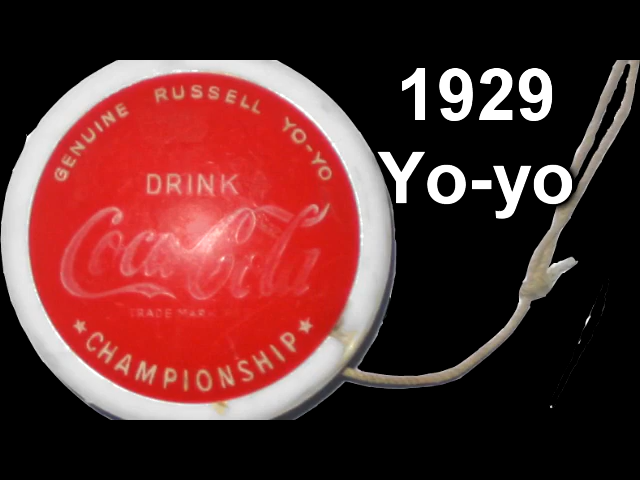 GENUINE RUSSELL YO-YO
DRINK
Coca-Cola
TRADE MARK
★CHAMPIONSHIP★
1929
Yo-yo